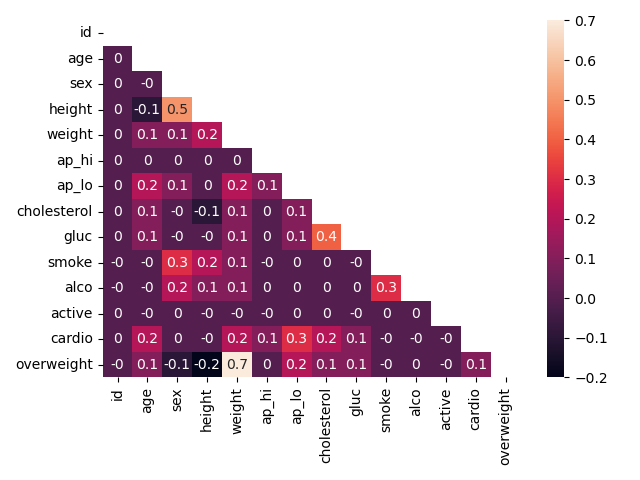 id
age 0
sex 0 -0
height 0 -0.1 0.5
weight 0 0.1 0.1 0.2
ap_hi 0 0 0 0 0
ap_lo 0 0.2 0.1 0 0.2 0.1
cholesterol 0 0.1 -0 -0.1 0.1 0 0.1
gluc 0 0.1 -0 -0 0.1 0 0.1 0.4
smoke -0 -0 0.3 0.2 0.1 -0 0 0 -0
alco -0 -0 0.2 0.1 0.1 0 0 0 0 0.3
active -0 0 -0 -0 -0 -0 0 0 -0 0 0
cardio 0 0.2 0 -0 0.2 0.1 0.3 0.2 0.1 -0 -0 -0
overweight -0 0.1 -0.1 -0.2 0.7 0 0.2 0.1 0.1 -0 0 -0 0.1
id age sex height weight ap_hi ap_lo cholesterol gluc smoke alco active cardio overweight
0.7
0.6
0.5
0.4
0.3
0.2
0.1
0.0
−0.1
−0.2